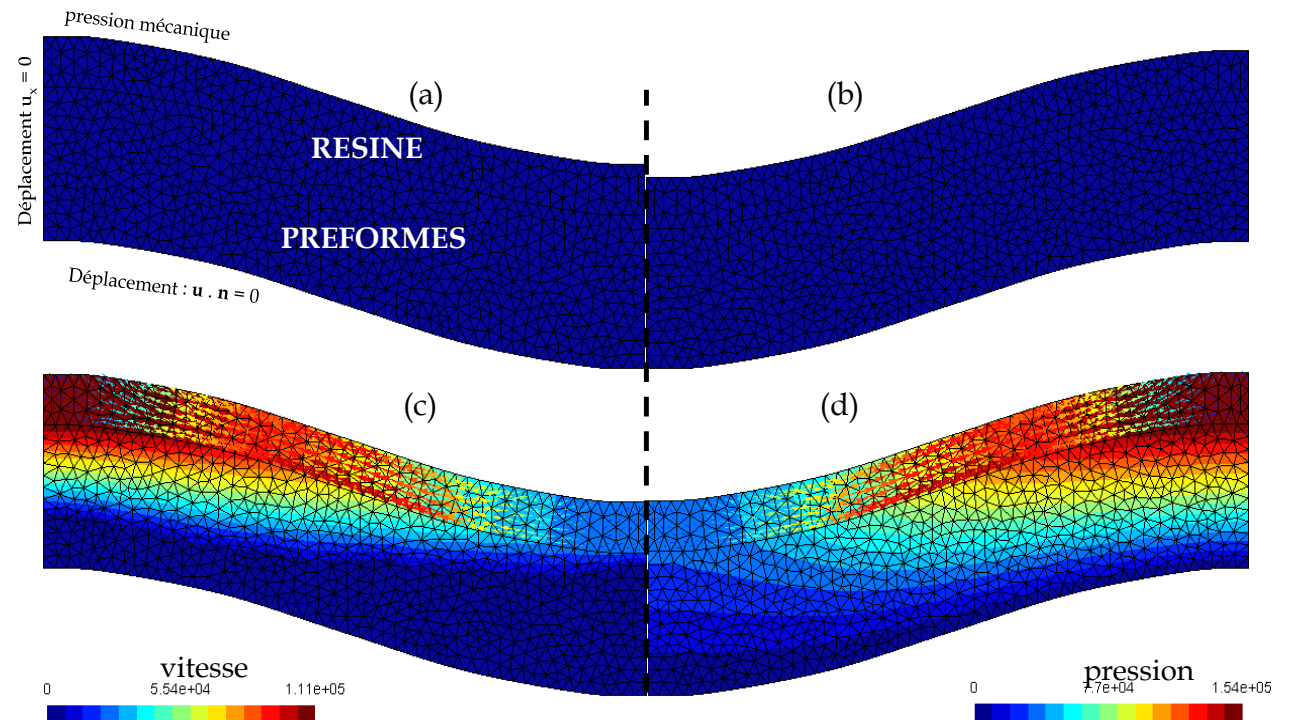 pression mécanique
Déplacement uₓ = 0
(a)
(b)
RESINE
PREFORMES
Déplacement : u . n = 0
(c)
(d)
vitesse
0 5.54e+04 1.11e+05
pression
0 7.7e+04 1.54e+05